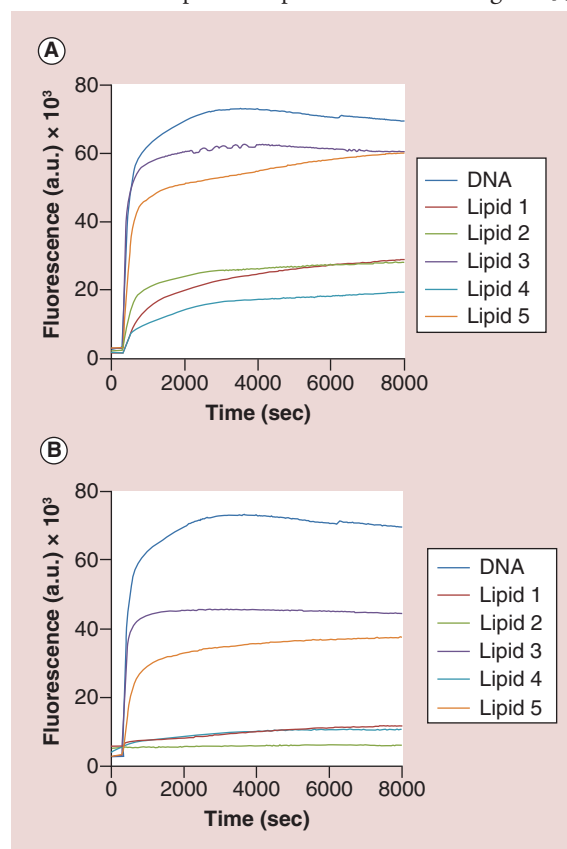 A
80
60
40
20
0
Fluorescence (a.u.) × 10³
0 2000 4000 6000 8000
Time (sec)
DNA
Lipid 1
Lipid 2
Lipid 3
Lipid 4
Lipid 5
B
80
60
40
20
0
Fluorescence (a.u.) × 10³
0 2000 4000 6000 8000
Time (sec)
DNA
Lipid 1
Lipid 2
Lipid 3
Lipid 4
Lipid 5